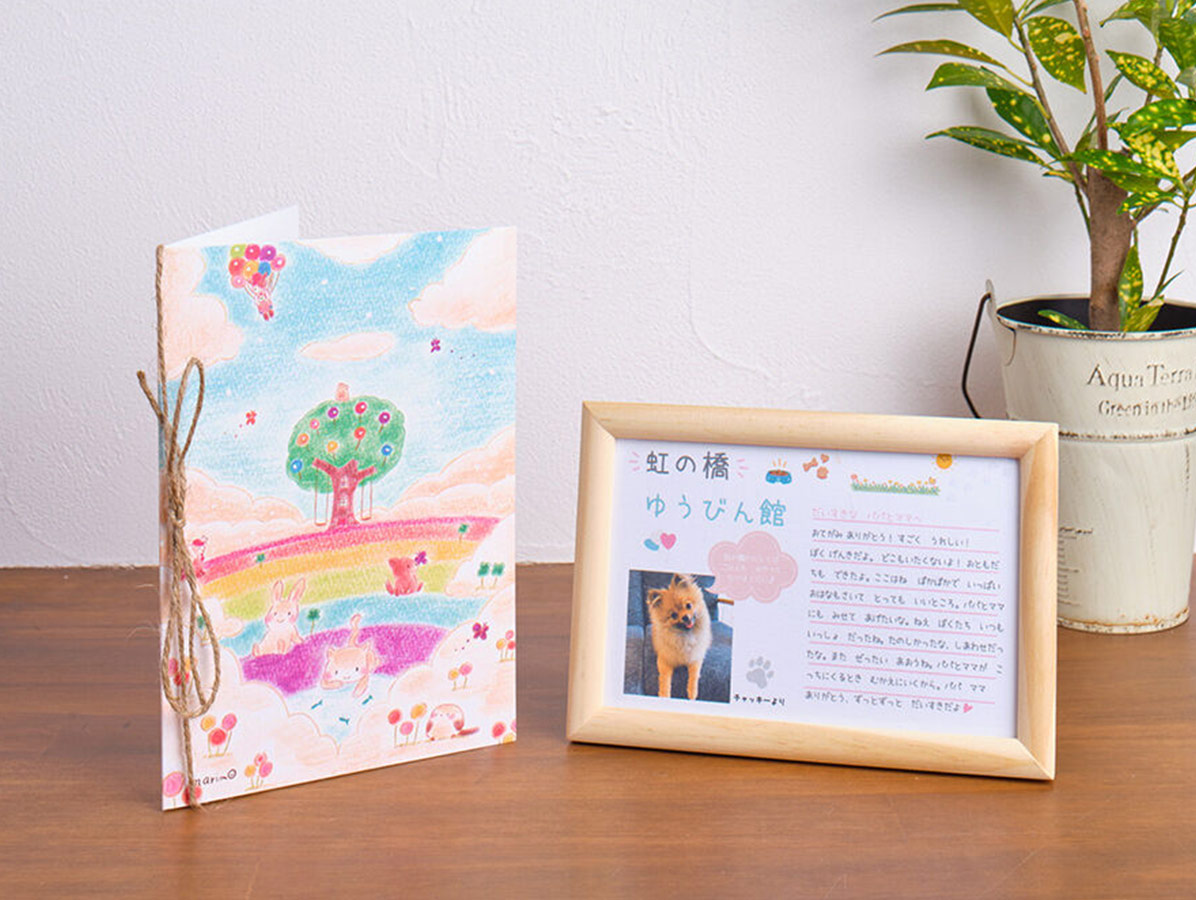 虹の橋
ゆうびん館
だいすきな パパとママへ
おてがみ ありがとう！すごく うれしい！
ぼく げんきだよ。どこもいたくないよ！おともだ
ちも できたよ。ここはね ぽかぽかで いっぱい
おはなもさいて とっても いいところ。パパとママ
にも みせて あげたいな。ねえ ぼくたち いつも
いっしょ だったね。たのしかったな、しあわせだっ
たな。また ぜったい あおうね。パパとママが こ
っちにくるとき むかえにいくから。パパ ママ
ありがとう、ずっとずっと だいすきだよ
チャッキーより
Aqua Terra
Green in the